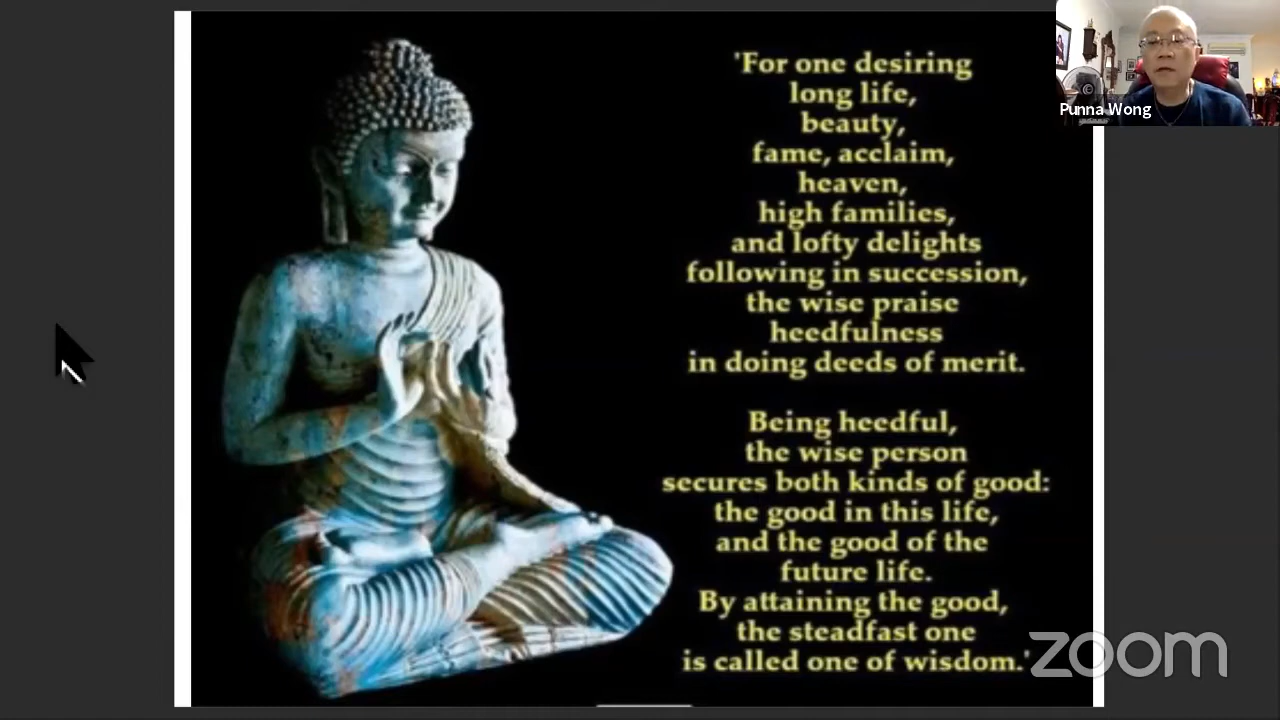 'For one desiring
long life,
beauty,
fame, acclaim,
heaven,
high families,
and lofty delights
following in succession,
the wise praise
heedfulness
in doing deeds of merit.
Being heedful,
the wise person
secures both kinds of good:
the good in this life,
and the good of the
future life.
By attaining the good,
the steadfast one
is called one of wisdom.'
Punna Wong
zoom